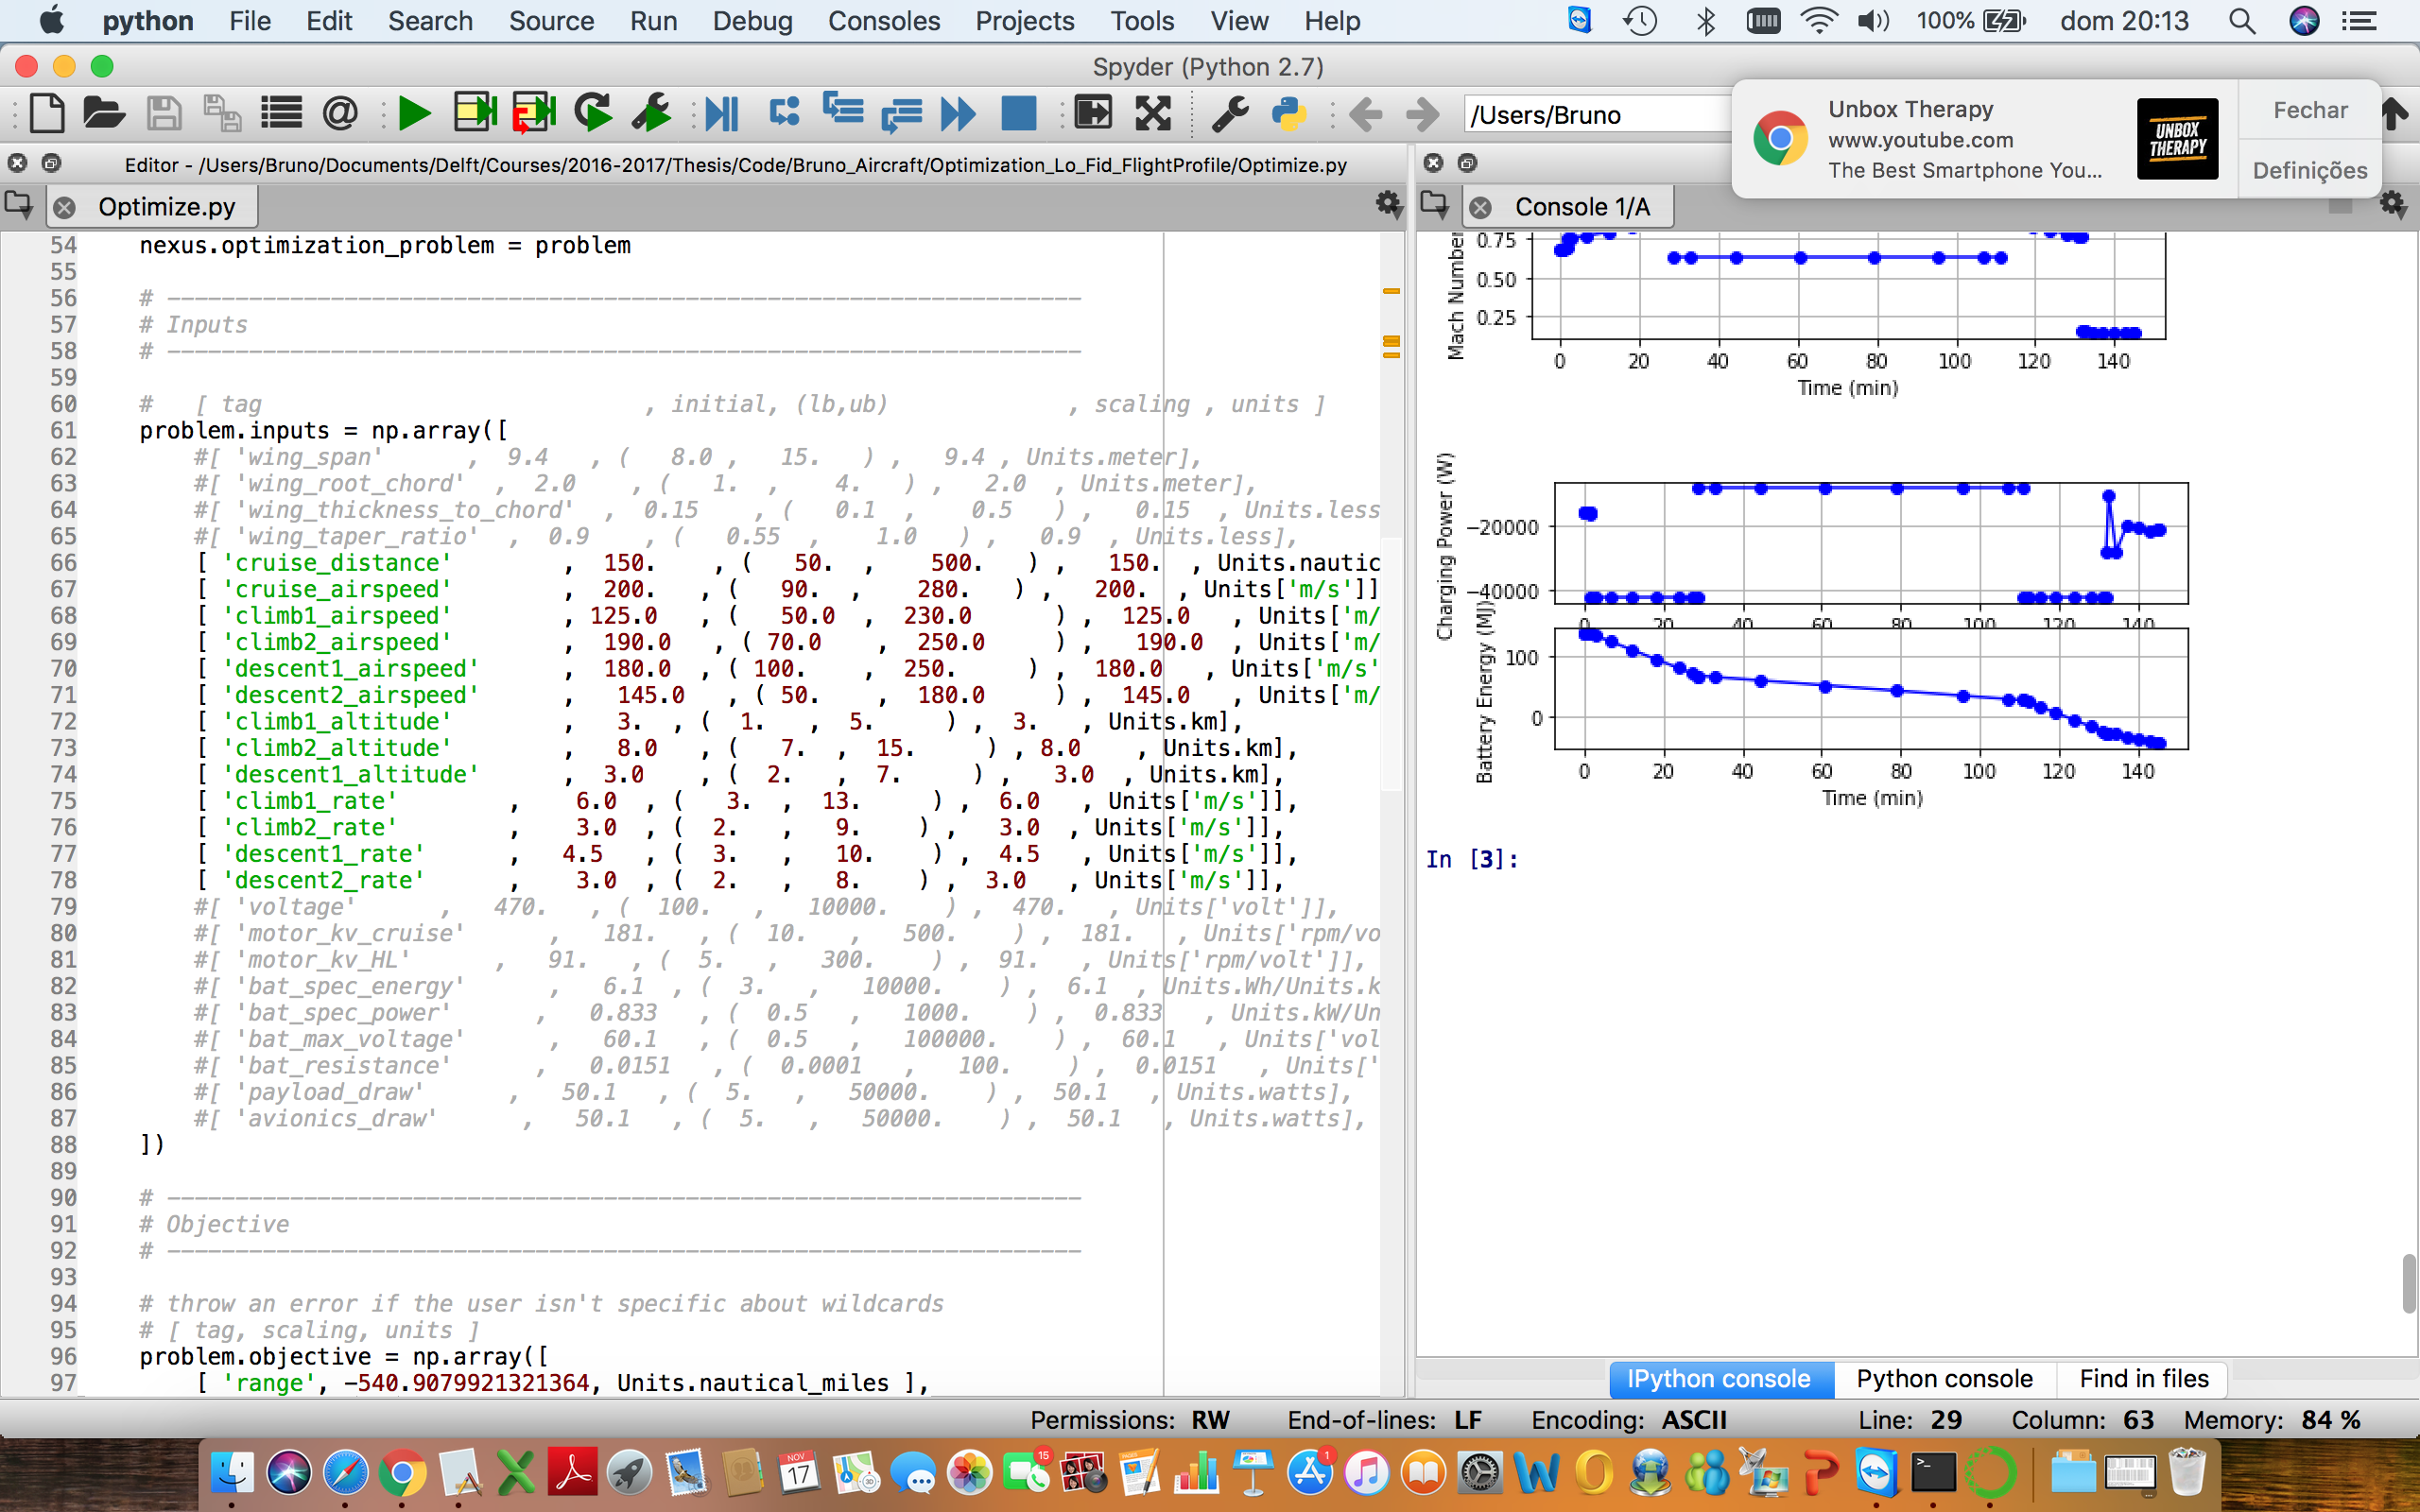 python File Edit Search Source Run Debug Consoles Projects Tools View Help 100% dom 20:13
Spyder (Python 2.7)
/Users/Bruno
Unbox Therapy
www.youtube.com
The Best Smartphone You...
UNBOX THERAPY
Fechar
Definições
Editor - /Users/Bruno/Documents/Delft/Courses/2016-2017/Thesis/Code/Bruno_Aircraft/Optimization_Lo_Fid_FlightProfile/Optimize.py
Optimize.py
54 nexus.optimization_problem = problem
55
56 # -------------------------------------------------------------------
57 # Inputs
58 # -------------------------------------------------------------------
59
60 # [ tag , initial, (lb,ub) , scaling , units ]
61 problem.inputs = np.array([
62 #[ 'wing_span' , 9.4 , ( 8.0 , 15. ) , 9.4 , Units.meter],
63 #[ 'wing_root_chord' , 2.0 , ( 1. , 4. ) , 2.0 , Units.meter],
64 #[ 'wing_thickness_to_chord' , 0.15 , ( 0.1 , 0.5 ) , 0.15 , Units.less
65 #[ 'wing_taper_ratio' , 0.9 , ( 0.55 , 1.0 ) , 0.9 , Units.less],
66 [ 'cruise_distance' , 150. , ( 50. , 500. ) , 150. , Units.nautic
67 [ 'cruise_airspeed' , 200. , ( 90. , 280. ) , 200. , Units['m/s']]
68 [ 'climb1_airspeed' , 125.0 , ( 50.0 , 230.0 ) , 125.0 , Units['m/
69 [ 'climb2_airspeed' , 190.0 , ( 70.0 , 250.0 ) , 190.0 , Units['m/
70 [ 'descent1_airspeed' , 180.0 , ( 100. , 250. ) , 180.0 , Units['m/s'
71 [ 'descent2_airspeed' , 145.0 , ( 50. , 180.0 ) , 145.0 , Units['m/
72 [ 'climb1_altitude' , 3. , ( 1. , 5. ) , 3. , Units.km],
73 [ 'climb2_altitude' , 8.0 , ( 7. , 15. ) , 8.0 , Units.km],
74 [ 'descent1_altitude' , 3.0 , ( 2. , 7. ) , 3.0 , Units.km],
75 [ 'climb1_rate' , 6.0 , ( 3. , 13. ) , 6.0 , Units['m/s']],
76 [ 'climb2_rate' , 3.0 , ( 2. , 9. ) , 3.0 , Units['m/s']],
77 [ 'descent1_rate' , 4.5 , ( 3. , 10. ) , 4.5 , Units['m/s']],
78 [ 'descent2_rate' , 3.0 , ( 2. , 8. ) , 3.0 , Units['m/s']],
79 #[ 'voltage' , 470. , ( 100. , 10000. ) , 470. , Units['volt']],
80 #[ 'motor_kv_cruise' , 181. , ( 10. , 500. ) , 181. , Units['rpm/vo
81 #[ 'motor_kv_HL' , 91. , ( 5. , 300. ) , 91. , Units['rpm/volt']],
82 #[ 'bat_spec_energy' , 6.1 , ( 3. , 10000. ) , 6.1 , Units.Wh/Units.k
83 #[ 'bat_spec_power' , 0.833 , ( 0.5 , 1000. ) , 0.833 , Units.kW/Un
84 #[ 'bat_max_voltage' , 60.1 , ( 0.5 , 100000. ) , 60.1 , Units['vol
85 #[ 'bat_resistance' , 0.0151 , ( 0.0001 , 100. ) , 0.0151 , Units['
86 #[ 'payload_draw' , 50.1 , ( 5. , 50000. ) , 50.1 , Units.watts],
87 #[ 'avionics_draw' , 50.1 , ( 5. , 50000. ) , 50.1 , Units.watts],
88 ])
89
90 # -------------------------------------------------------------------
91 # Objective
92 # -------------------------------------------------------------------
93
94 # throw an error if the user isn't specific about wildcards
95 # [ tag, scaling, units ]
96 problem.objective = np.array([
97 [ 'range', -540.9079921321364, Units.nautical_miles ],
Console 1/A
Mach Number
0.75
0.50
0.25
0 20 40 60 80 100 120 140
Time (min)
Charging Power (W)
−20000
−40000
0 20 40 60 80 100 120 140
Battery Energy (MJ)
100
0
0 20 40 60 80 100 120 140
Time (min)
In [3]:
IPython console Python console Find in files
Permissions: RW End-of-lines: LF Encoding: ASCII Line: 29 Column: 63 Memory: 84 %
NOV
17
15
1